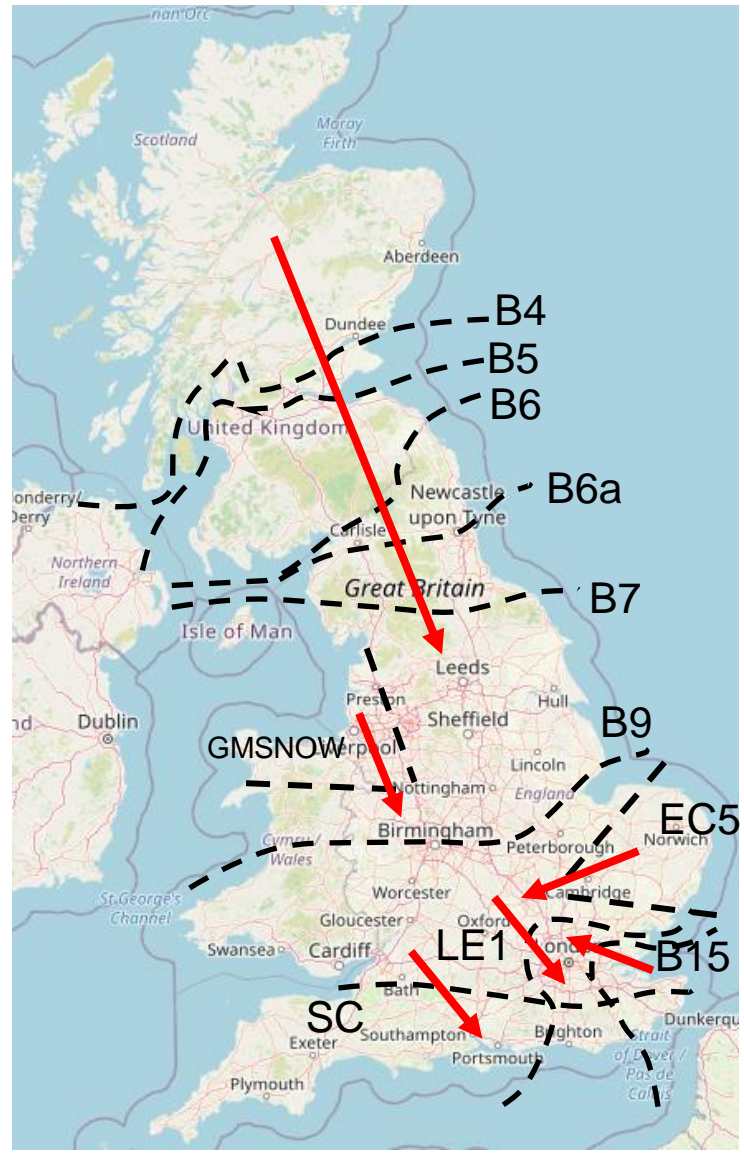 nan Orc
Moray
Firth
Scotland
Aberdeen
B4
Dundee
B5
B6
United Kingdom
B6a
onderry/
Derry
Newcastle
upon Tyne
Carlisle
Northern
Ireland
Great Britain
B7
Isle of Man
Leeds
Preston
Hull
nd
Dublin
Sheffield
B9
GMSNOW
Liverpool
Lincoln
Nottingham
England
EC5
Birmingham
Norwich
Cymru /
Wales
Peterborough
St George's
Channel
Worcester
Cambridge
Gloucester
Oxford
LE1
London
B15
Swansea
Cardiff
Bath
SC
Southampton
Brighton
Dunkerqu
Exeter
Portsmouth
Strait
of Dover /
Pas de
Calais
Plymouth